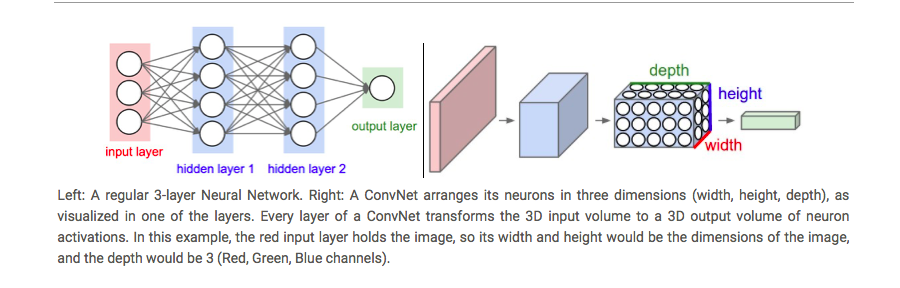 input layer
hidden layer 1
hidden layer 2
output layer
depth
height
width
Left: A regular 3-layer Neural Network. Right: A ConvNet arranges its neurons in three dimensions (width, height, depth), as
visualized in one of the layers. Every layer of a ConvNet transforms the 3D input volume to a 3D output volume of neuron
activations. In this example, the red input layer holds the image, so its width and height would be the dimensions of the image,
and the depth would be 3 (Red, Green, Blue channels).